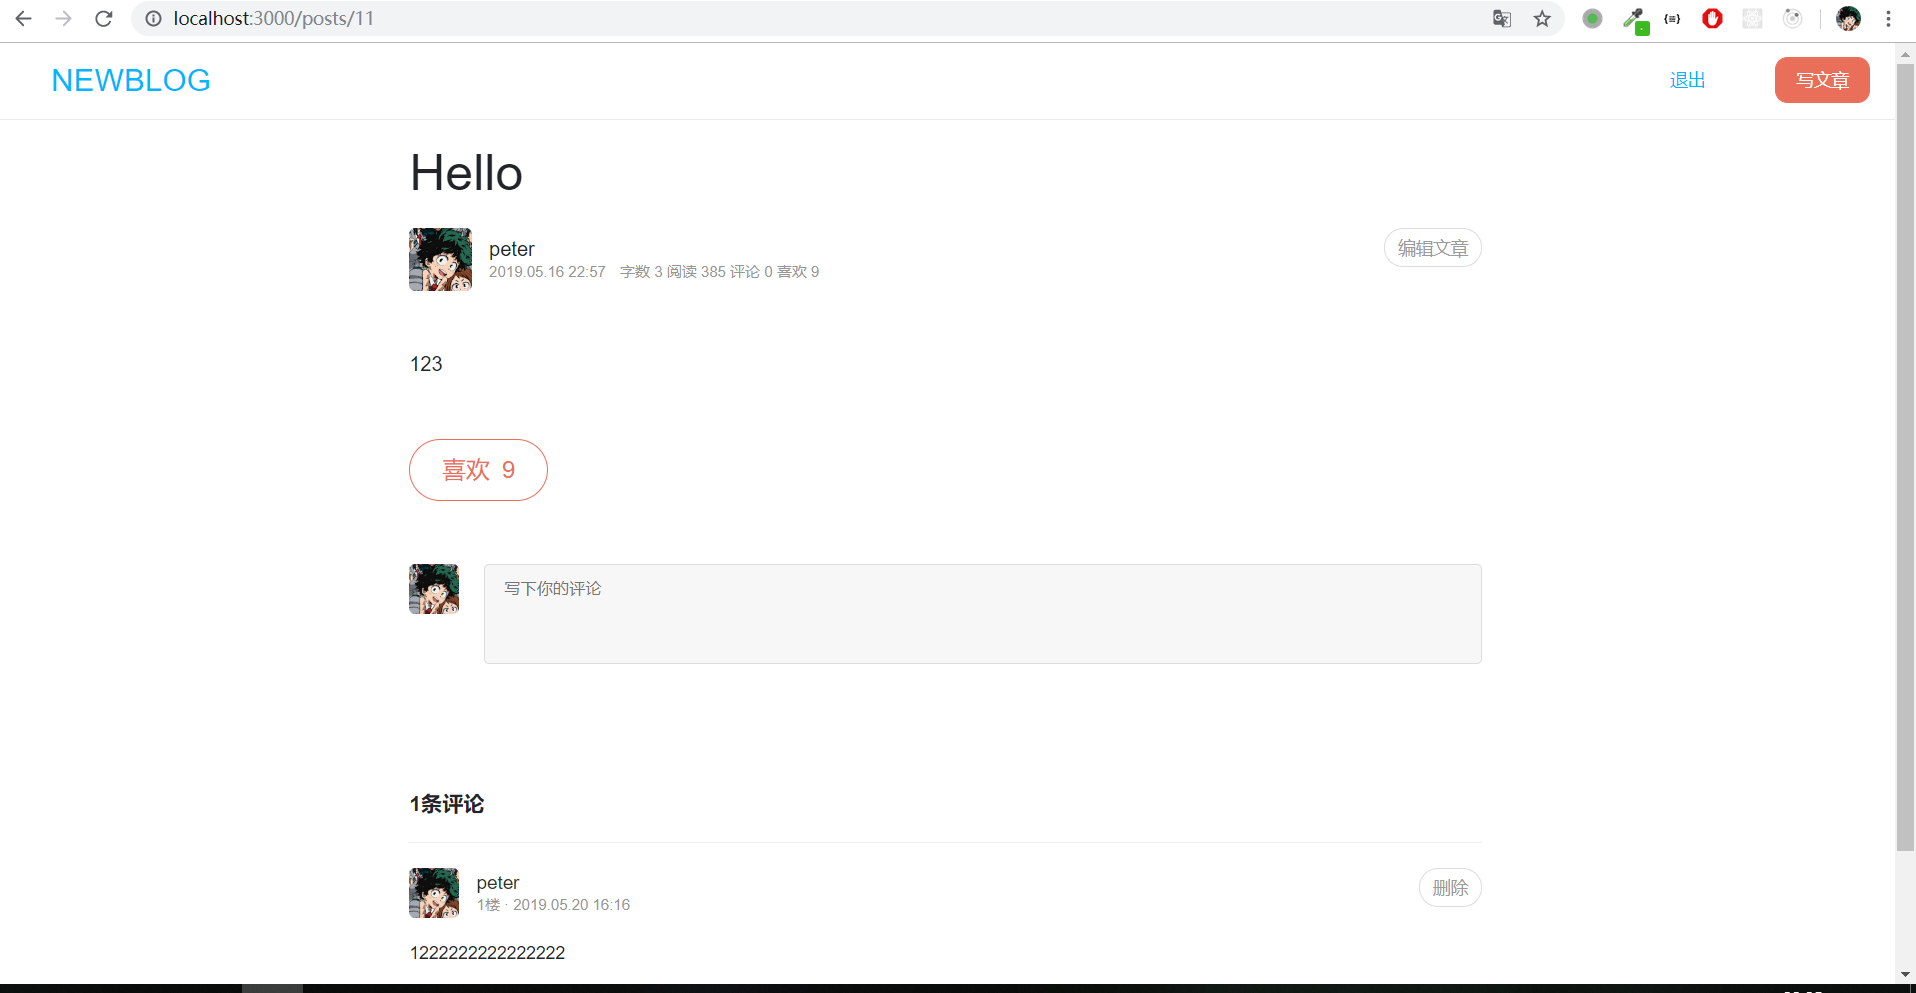 localhost:3000/posts/11
NEWBLOG
退出
写文章
Hello
peter
编辑文章
2019.05.16 22:57 字数 3 阅读 385 评论 0 喜欢 9
123
喜欢 9
写下你的评论
1条评论
peter
删除
1楼 · 2019.05.20 16:16
1222222222222222